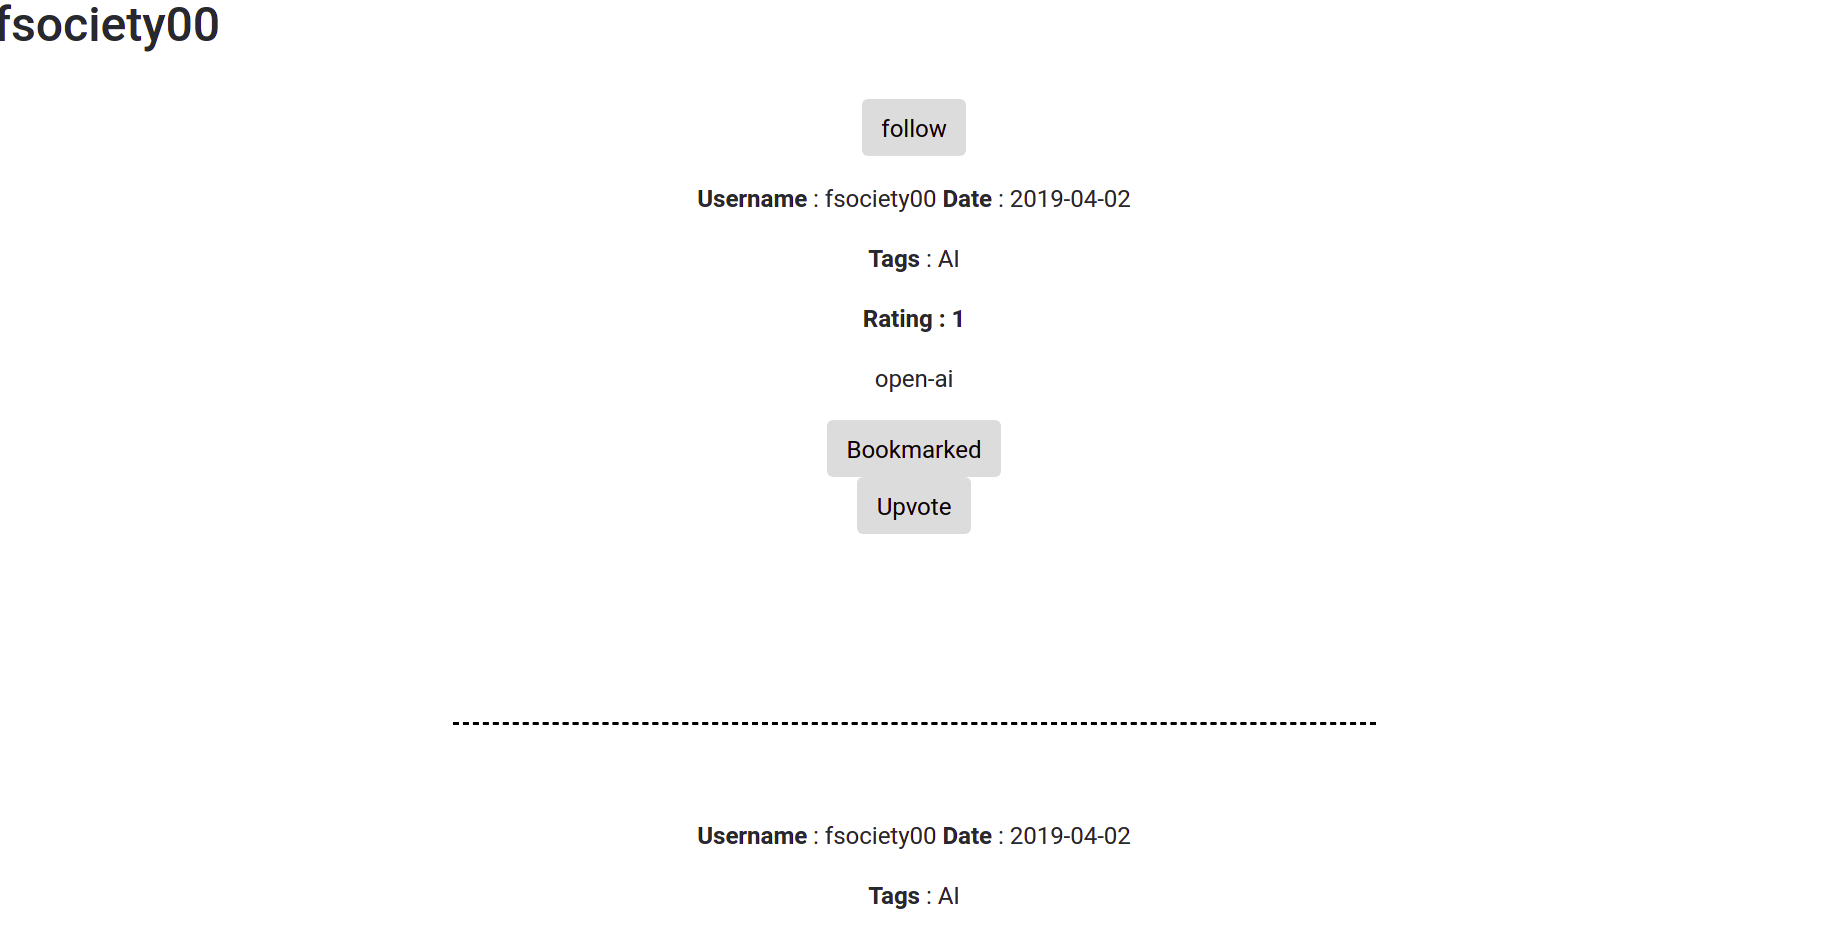 fsociety00
follow
Username : fsociety00 Date : 2019-04-02
Tags : AI
Rating : 1
open-ai
Bookmarked
Upvote
Username : fsociety00 Date : 2019-04-02
Tags : AI